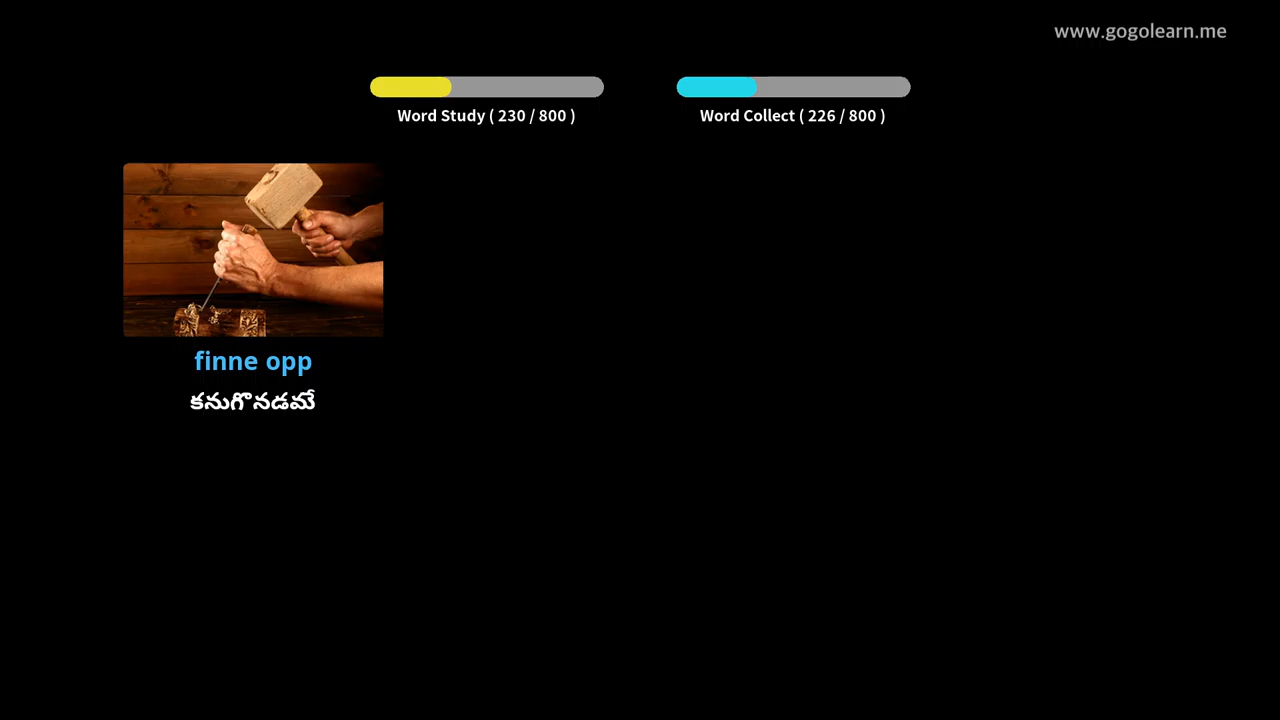 www.gogolearn.me
Word Study ( 230 / 800 )
Word Collect ( 226 / 800 )
finne opp
కనుగొనడమే